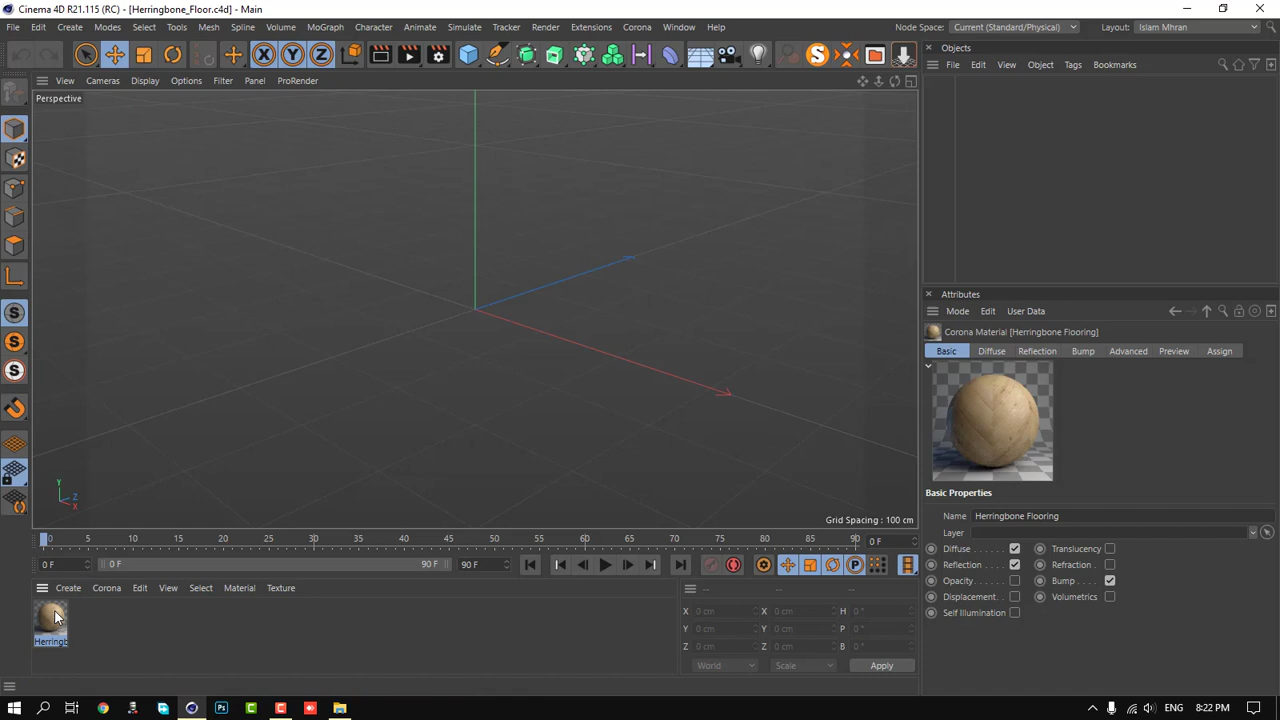 Cinema 4D R21.115 (RC) - [Herringbone_Floor.c4d] - Main
File Edit Create Modes Select Tools Mesh Spline Volume MoGraph Character Animate Simulate Tracker Render Extensions Corona Window Help Node Space: Current (Standard/Physical) Layout: Islam Mhran
X Y Z S
Objects
File Edit View Object Tags Bookmarks
View Cameras Display Options Filter Panel ProRender
Perspective
S
S
S
Y
Z
X
Grid Spacing : 100 cm
Attributes
Mode Edit User Data
Corona Material [Herringbone Flooring]
Basic Diffuse Reflection Bump Advanced Preview Assign
Basic Properties
Name Herringbone Flooring
Layer
Diffuse Translucency
Reflection Refraction
Opacity Bump
Displacement Volumetrics
Self Illumination
0 5 10 15 20 25 30 35 40 45 50 55 60 65 70 75 80 85 90 0 F
0 F 0 F 90 F 90 F P
Create Corona Edit View Select Material Texture
Herringb
-- -- --
X 0 cm X 0 cm H 0 °
Y 0 cm Y 0 cm P 0 °
Z 0 cm Z 0 cm B 0 °
World Scale Apply
Ps C C
ENG 8:22 PM